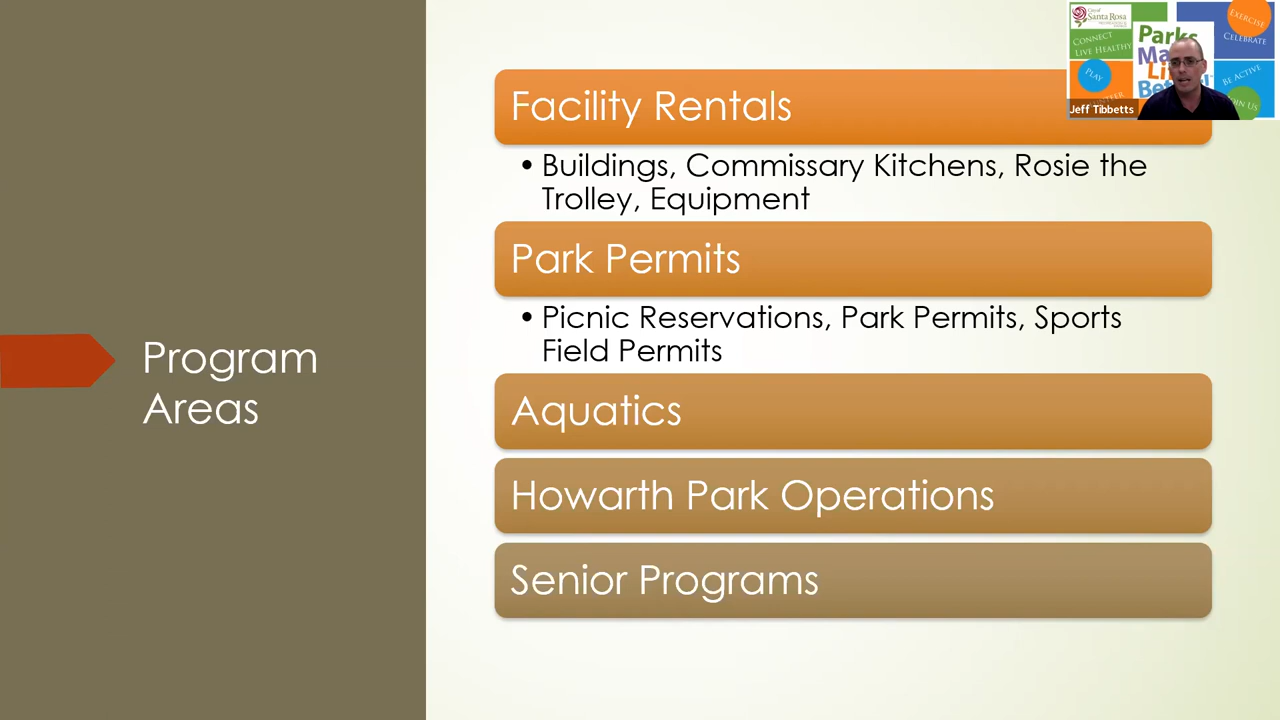 Program
Areas
Facility Rentals
• Buildings, Commissary Kitchens, Rosie the
Trolley, Equipment
Park Permits
• Picnic Reservations, Park Permits, Sports
Field Permits
Aquatics
Howarth Park Operations
Senior Programs
City of
Santa Rosa
CONNECT
LIVE HEALTHY
PLAY
Parks
EXERCISE
CELEBRATE
BE ACTIVE
Jeff Tibbetts